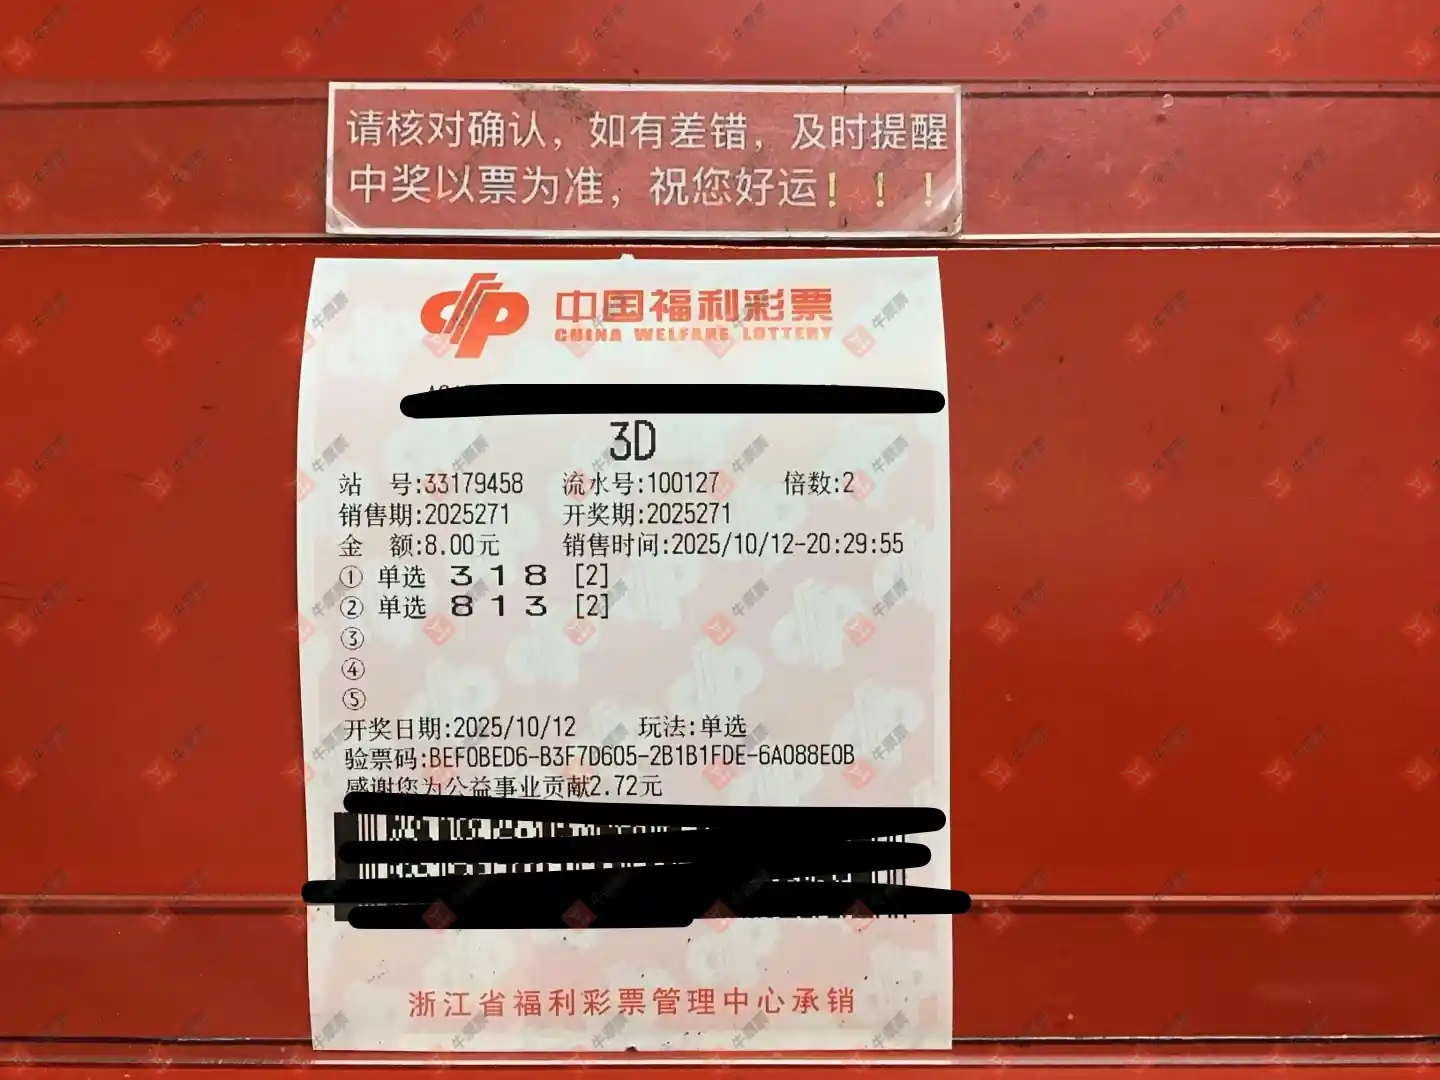 请核对确认，如有差错，及时提醒
中奖以票为准，祝您好运！！！
中国福利彩票
CHINA WELFARE LOTTERY
3D
站 号:33179458 流水号:100127 倍数:2
销售期:2025271 开奖期:2025271
金 额:8.00元 销售时间:2025/10/12-20:29:55
① 单选 3 1 8 [2]
② 单选 8 1 3 [2]
③
④
⑤
开奖日期:2025/10/12 玩法:单选
验票码:BEF0BED6-B3F7D605-2B1B1FDE-6A088E0B
感谢您为公益事业贡献2.72元
浙江省福利彩票管理中心承销